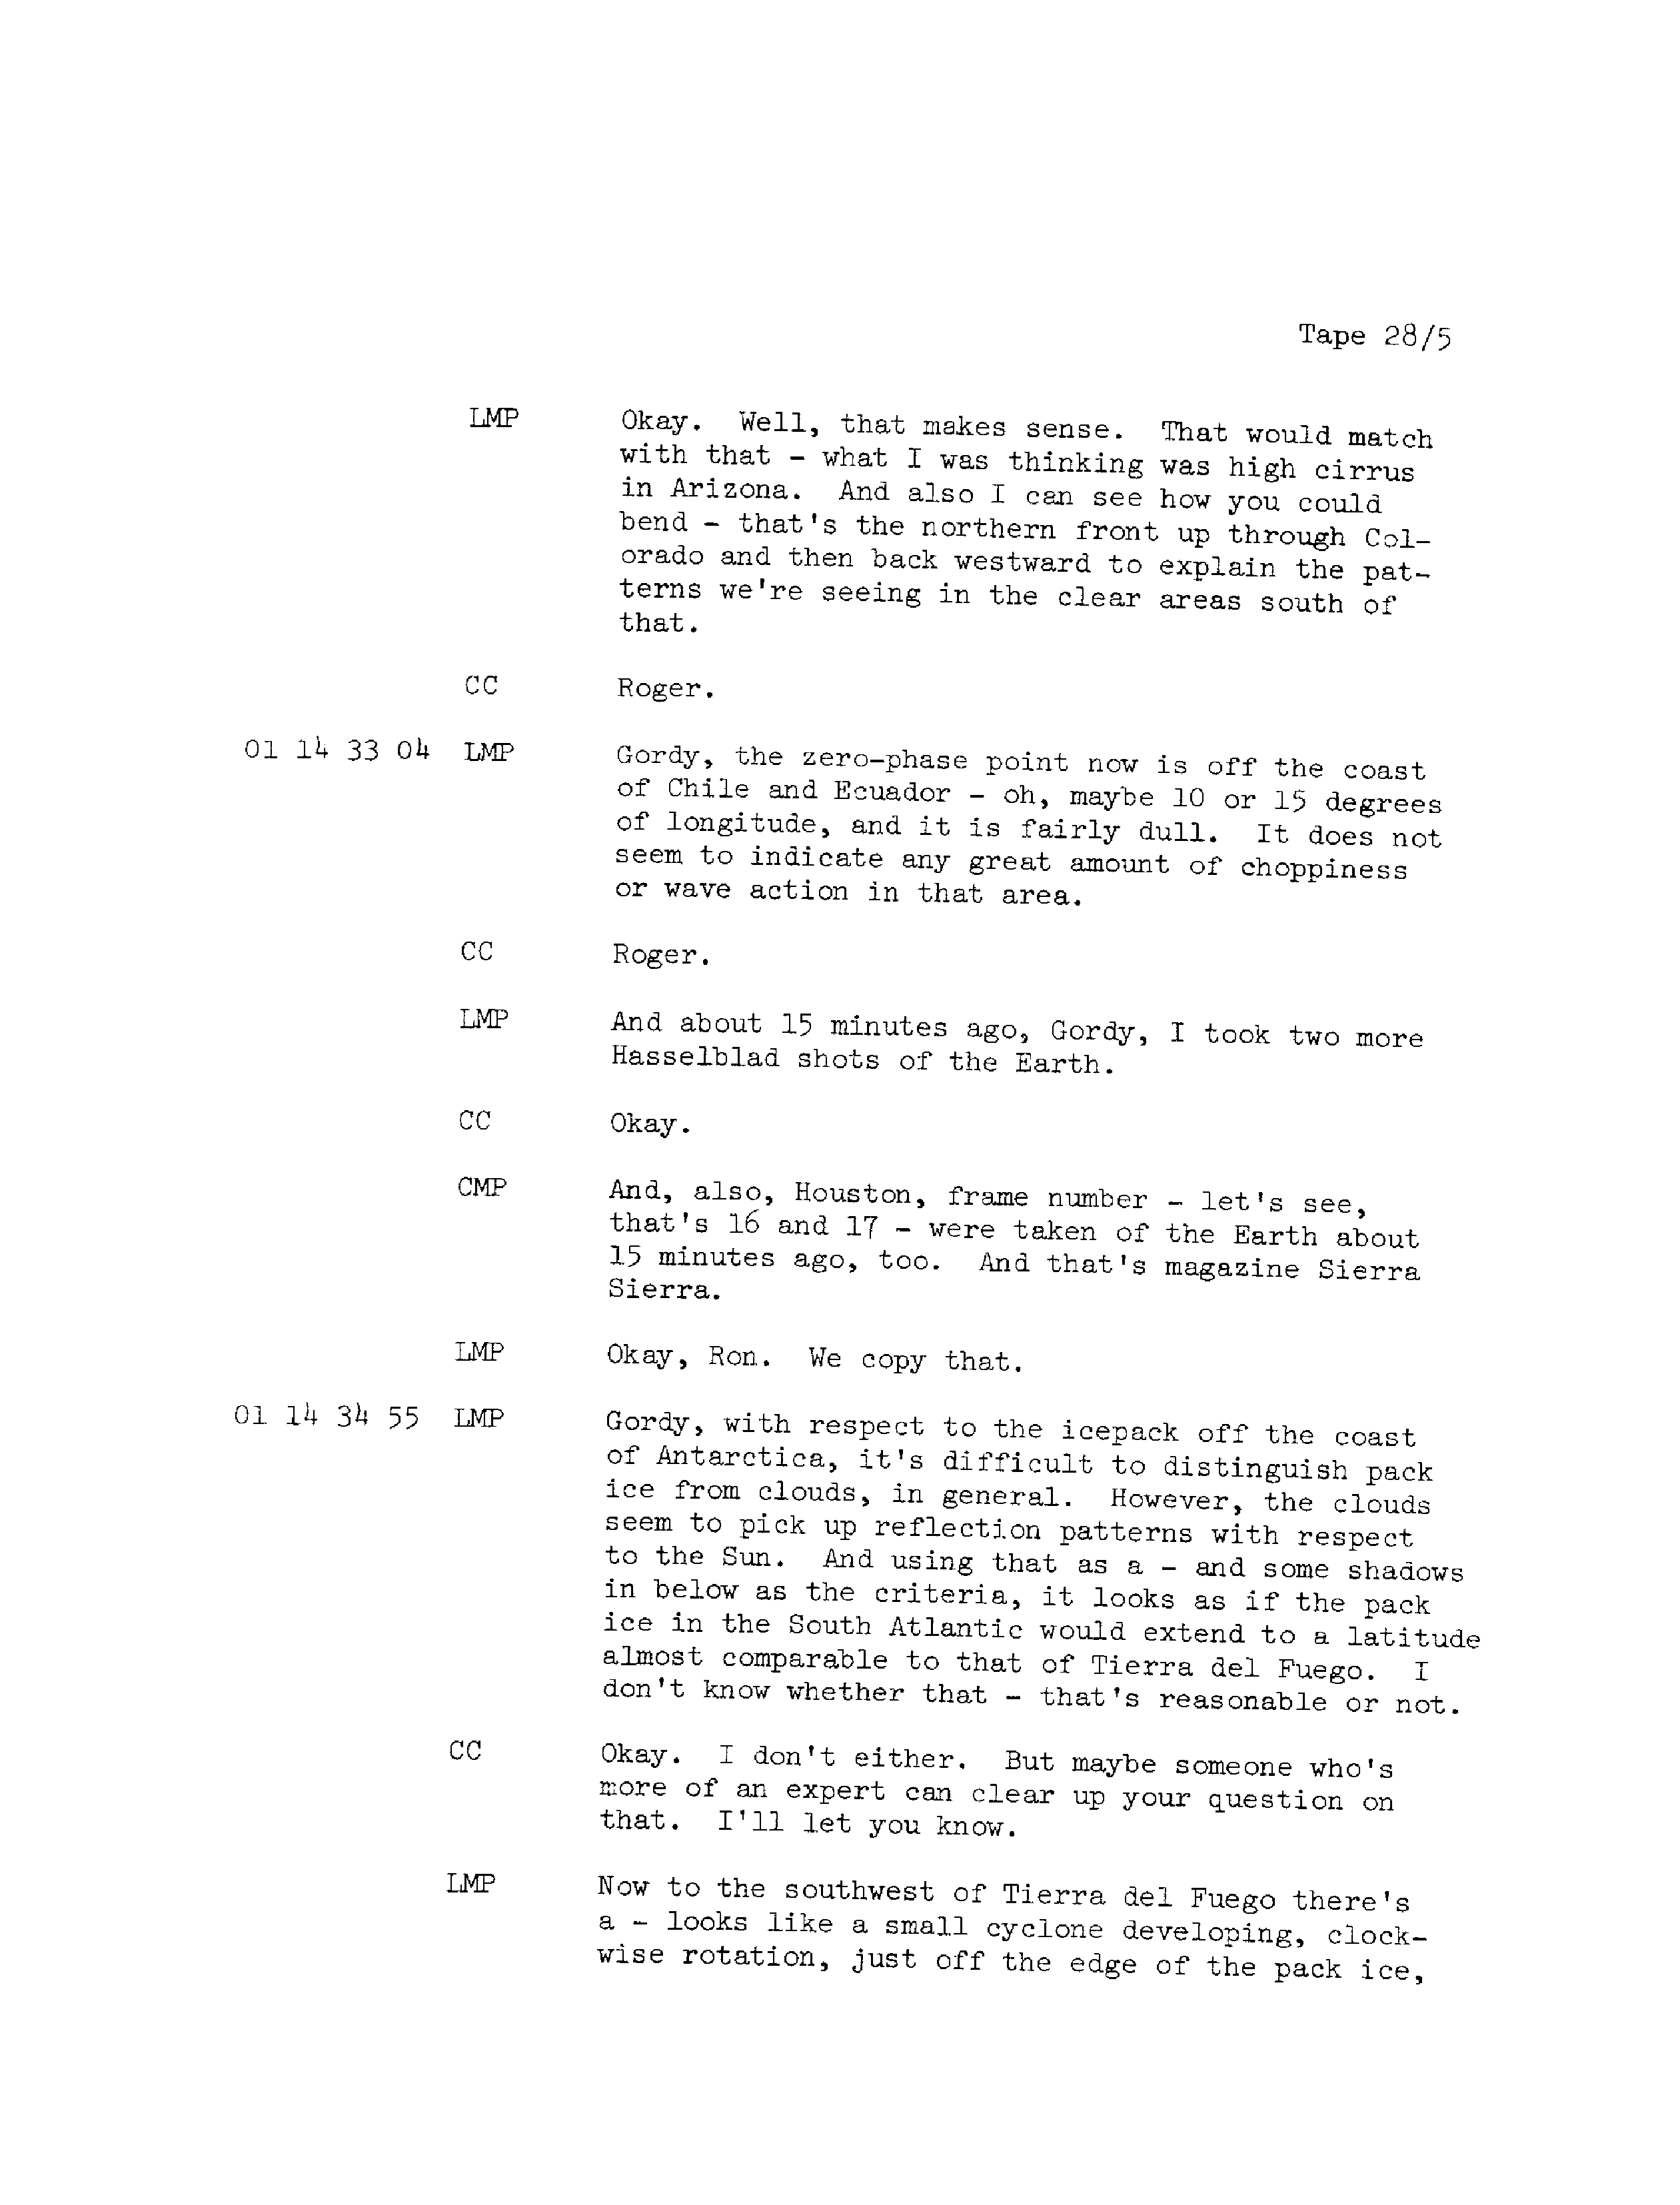 Tape 28/5
LMP Okay. Well, that makes sense. That would match
with that - what I was thinking was high cirrus
in Arizona. And also I can see how you could
bend - that's the northern front up through Col-
orado and then back westward to explain the pat-
terns we're seeing in the clear areas south of
that.
CC Roger.
01 14 33 04 LMP Gordy, the zero-phase point now is off the coast
of Chile and Ecuador - oh, maybe 10 or 15 degrees
of longitude, and it is fairly dull. It does not
seem to indicate any great amount of choppiness
or wave action in that area.
CC Roger.
LMP And about 15 minutes ago, Gordy, I took two more
Hasselblad shots of the Earth.
CC Okay.
CMP And, also, Houston, frame number - let's see,
that's 16 and 17 - were taken of the Earth about
15 minutes ago, too. And that's magazine Sierra
Sierra.
LMP Okay, Ron. We copy that.
01 14 34 55 LMP Gordy, with respect to the icepack off the coast
of Antarctica, it's difficult to distinguish pack
ice from clouds, in general. However, the clouds
seem to pick up reflection patterns with respect
to the Sun. And using that as a - and some shadows
in below as the criteria, it looks as if the pack
ice in the South Atlantic would extend to a latitude
almost comparable to that of Tierra del Fuego. I
don't know whether that - that's reasonable or not.
CC Okay. I don't either. But maybe someone who's
more of an expert can clear up your question on
that. I'll let you know.
LMP Now to the southwest of Tierra del Fuego there's
a - looks like a small cyclone developing, clock-
wise rotation, just off the edge of the pack ice,